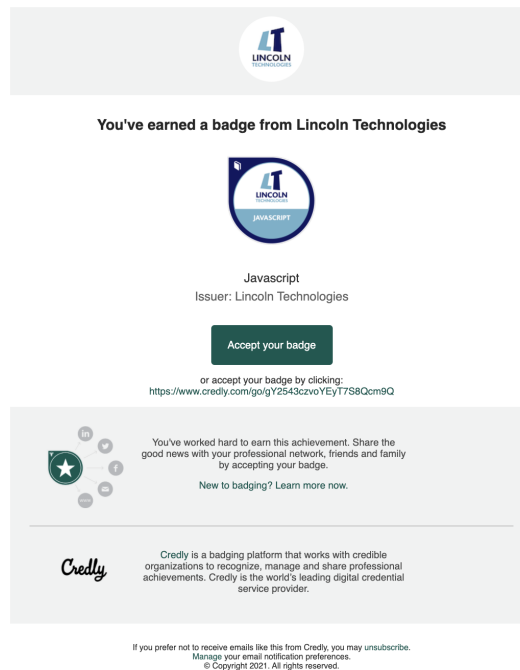 LT
LINCOLN
TECHNOLOGIES
You've earned a badge from Lincoln Technologies
LT
LINCOLN
TECHNOLOGIES
JAVASCRIPT
Javascript
Issuer: Lincoln Technologies
Accept your badge
or accept your badge by clicking:
https://www.credly.com/go/gY2543czvoYEyT7S8Qcm9Q
in
f
www
You've worked hard to earn this achievement. Share the
good news with your professional network, friends and family
by accepting your badge.
New to badging? Learn more now.
Credly
Credly is a badging platform that works with credible
organizations to recognize, manage and share professional
achievements. Credly is the world's leading digital credential
service provider.
If you prefer not to receive emails like this from Credly, you may unsubscribe.
Manage your email notification preferences.
© Copyright 2021. All rights reserved.